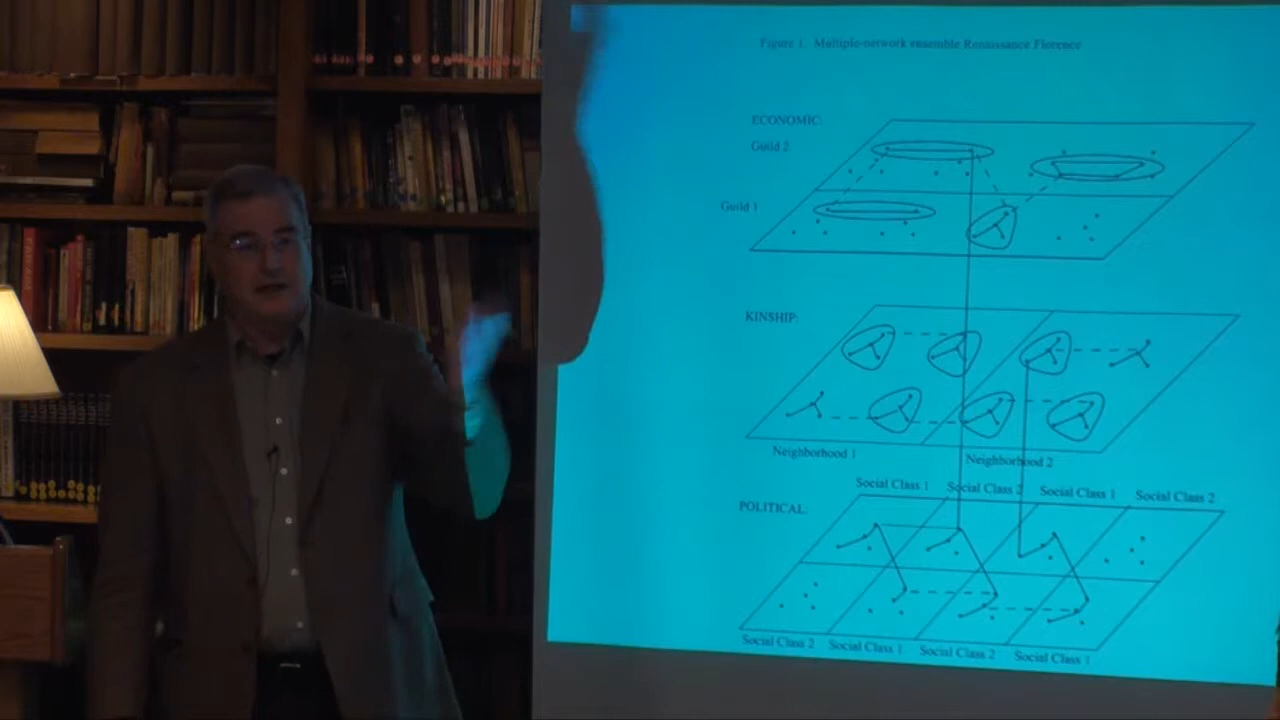 Figure 1. Multiple-network ensemble Renaissance Florence
ECONOMIC:
Guild 2
Guild 1
KINSHIP:
Neighborhood 1
Neighborhood 2
Social Class 1 Social Class 2 Social Class 1 Social Class 2
POLITICAL:
Social Class 2 Social Class 1 Social Class 2 Social Class 1